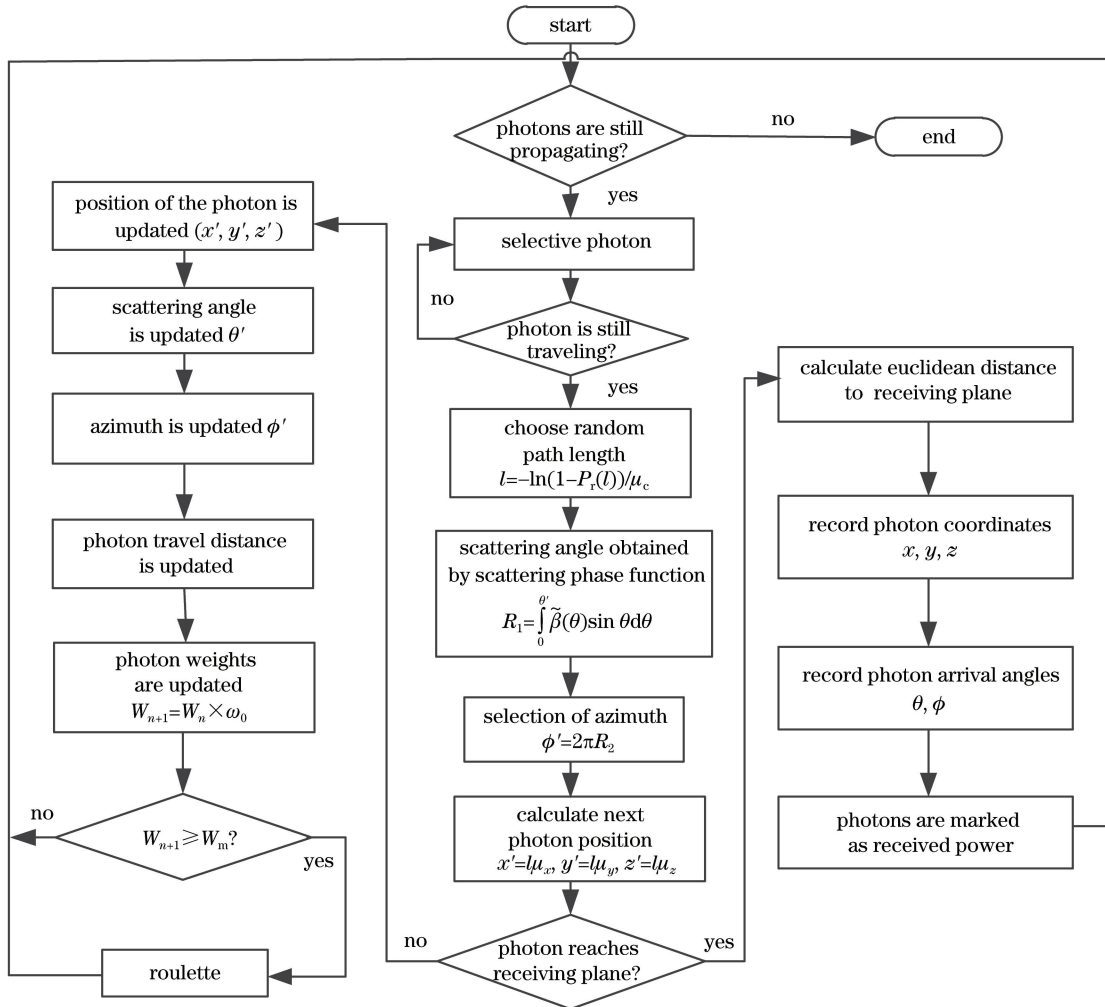 start
photons are still
propagating?
no
end
yes
selective photon
no
photon is still
traveling?
yes
choose random
path length
l=−ln(1−Pᵣ(l))/μ_c
scattering angle obtained
by scattering phase function
R₁=∫₀^θ′ β̃(θ)sin θdθ
selection of azimuth
ϕ′=2πR₂
calculate next
photon position
x′=lμₓ, y′=lμ_y, z′=lμ_z
photon reaches
receiving plane?
no
yes
position of the photon is
updated (x′, y′, z′)
scattering angle
is updated θ′
azimuth is updated ϕ′
photon travel distance
is updated
photon weights
are updated
Wₙ₊₁=Wₙ×ω₀
no
Wₙ₊₁⩾Wₘ?
yes
roulette
calculate euclidean distance
to receiving plane
record photon coordinates
x, y, z
record photon arrival angles
θ, ϕ
photons are marked
as received power